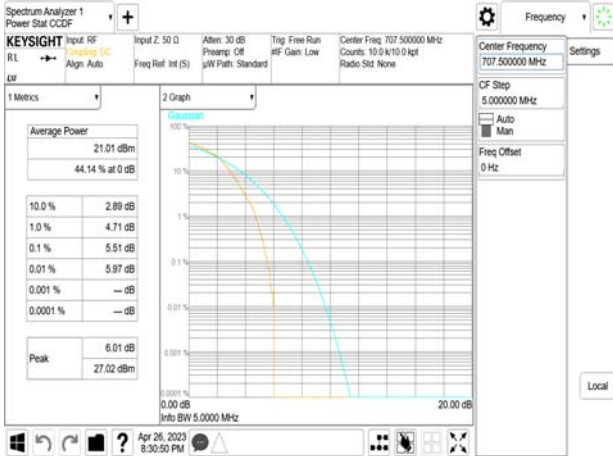 Spectrum Analyzer 1
Power Stat CCDF
Frequency
KEYSIGHT
Input: RF
Coupling: DC
Align: Auto
Input Z: 50 Ω
Freq Ref: Int (S)
Atten: 30 dB
Preamp: Off
µW Path: Standard
Trig: Free Run
#IF Gain: Low
Center Freq: 707.500000 MHz
Counts: 10.0 k/10.0 kpt
Radio Std: None
RL
LW
Center Frequency
707.500000 MHz
Settings
CF Step
5.000000 MHz
Auto
Man
Freq Offset
0 Hz
1 Metrics
2 Graph
Gaussian
Average Power
21.01 dBm
44.14 % at 0 dB
10.0 % 2.89 dB
1.0 % 4.71 dB
0.1 % 5.51 dB
0.01 % 5.97 dB
0.001 % --- dB
0.0001 % --- dB
Peak
6.01 dB
27.02 dBm
100 %
10 %
1 %
0.1 %
0.01 %
0.001 %
0.0001 %
0.00 dB
20.00 dB
Info BW 5.0000 MHz
Local
Apr 26, 2023
8:30:50 PM